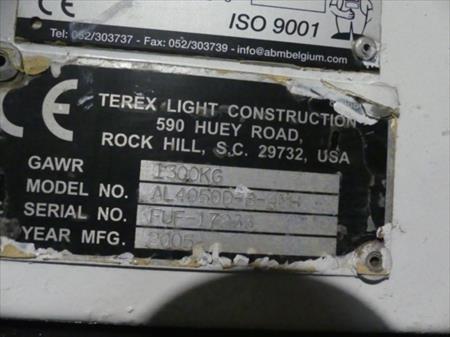 CE
ISO 9001
Tel: 052/303737 - Fax: 052/303739 - info@abmbelgium.com
CE
TEREX LIGHT CONSTRUCTION
590 HUEY ROAD,
ROCK HILL, S.C. 29732, USA
GAWR 1300KG
MODEL NO.
SERIAL NO.
YEAR MFG. 2005